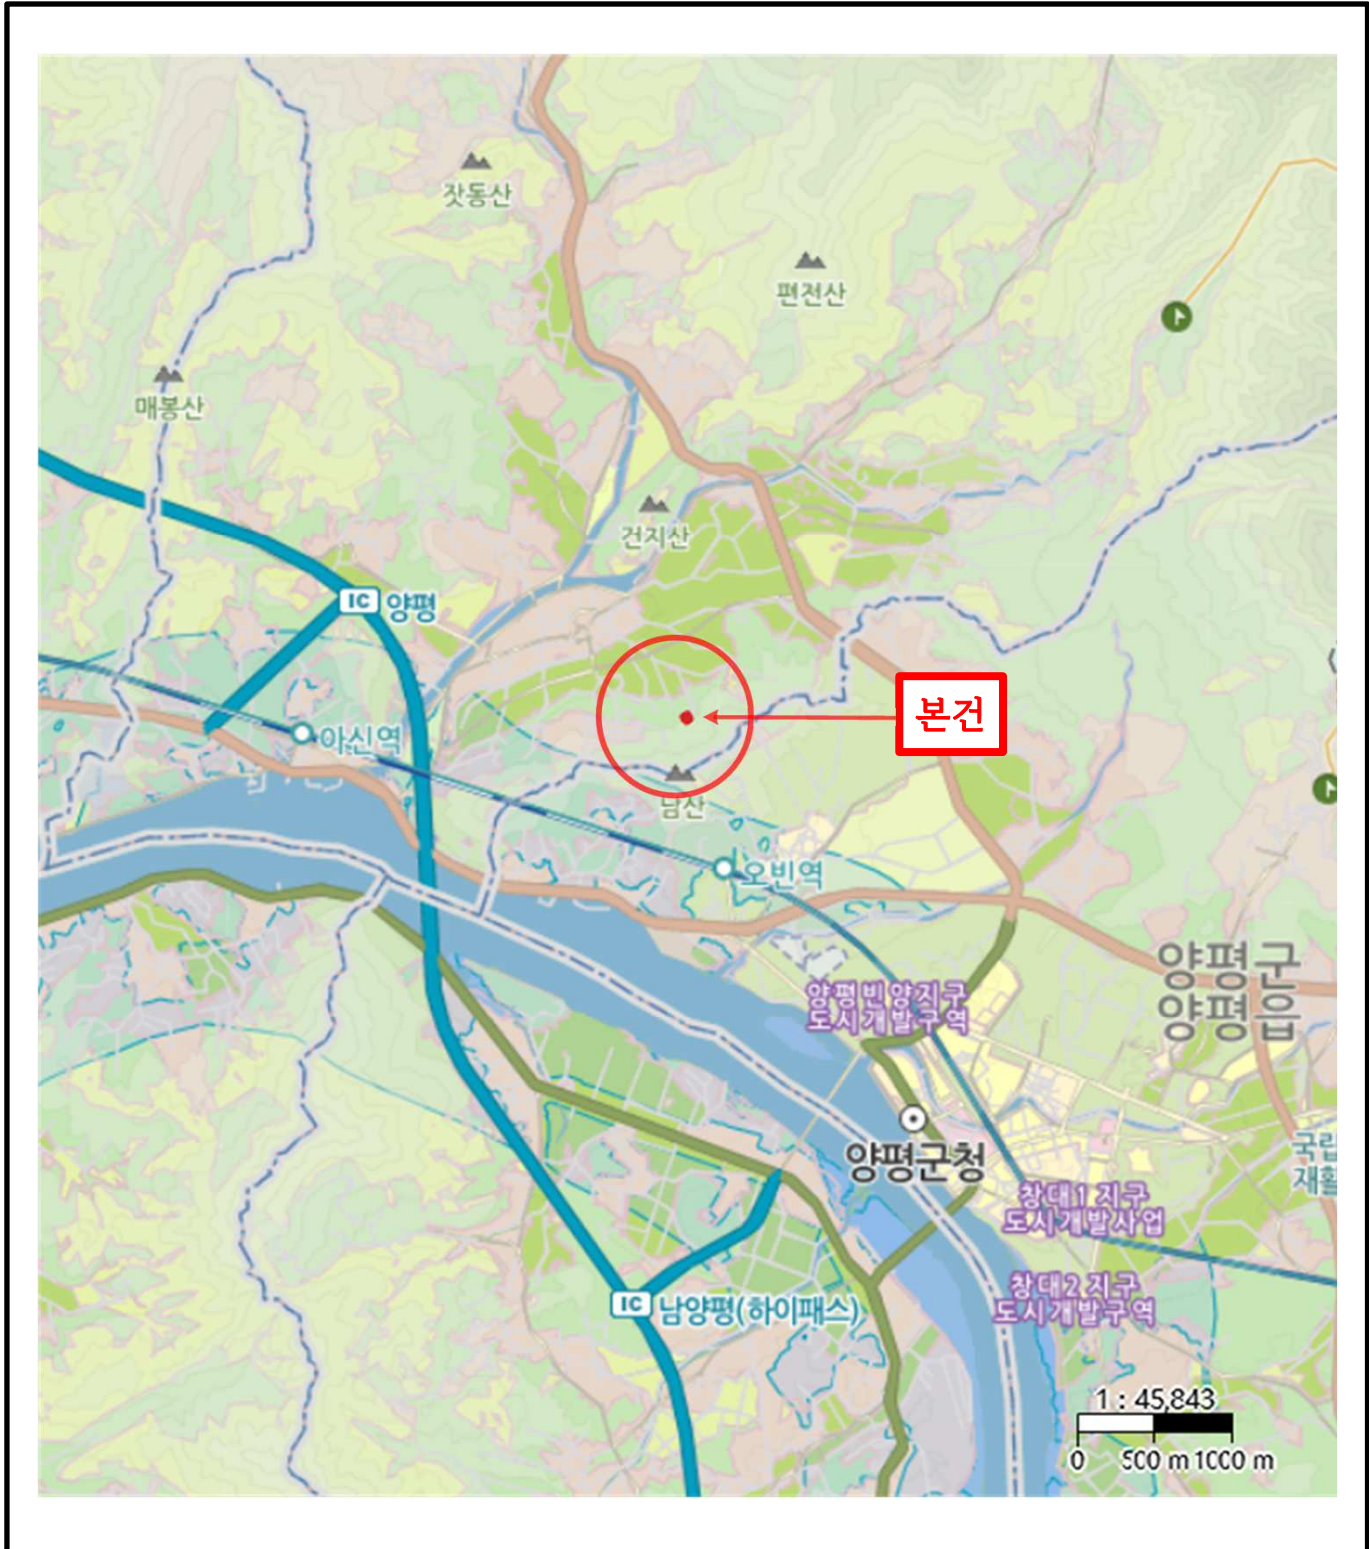 잣동산
편전산
매봉산
건지산
IC 양평
본건
아신역
남산
오빈역
양평군
양평읍
양평빈양지구
도시개발구역
양평군청
국립
재활
창대1지구
도시개발사업
창대2지구
도시개발구역
IC 남양평(하이패스)
1 : 45,843
0 500 m 1000 m